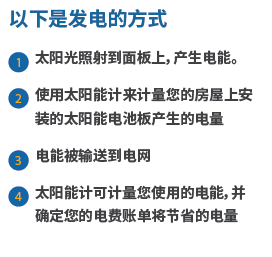 以下是发电的方式
1 太阳光照射到面板上，产生电能。
2 使用太阳能计来计量您的房屋上安
装的太阳能电池板产生的电量
3 电能被输送到电网
4 太阳能计可计量您使用的电能，并
确定您的电费账单将节省的电量